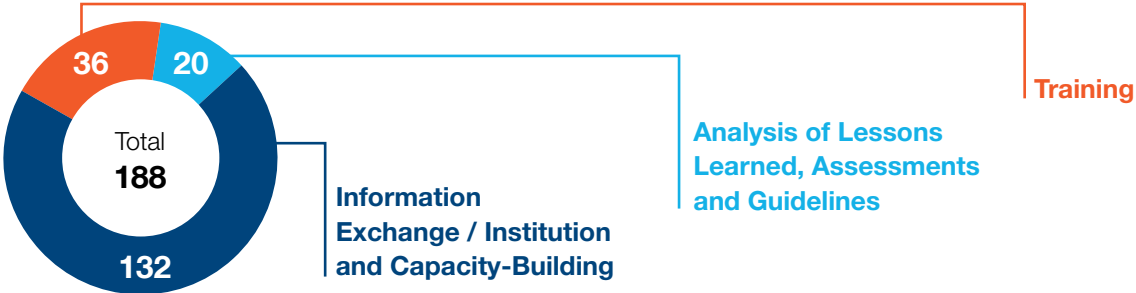 36
20
Total
188
132
Training
Analysis of Lessons
Learned, Assessments
and Guidelines
Information
Exchange / Institution
and Capacity-Building